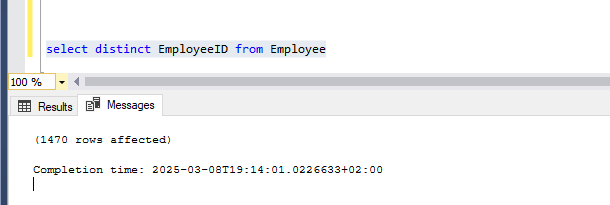 select distinct EmployeeID from Employee
100 %
Results Messages
(1470 rows affected)
Completion time: 2025-03-08T19:14:01.0226633+02:00